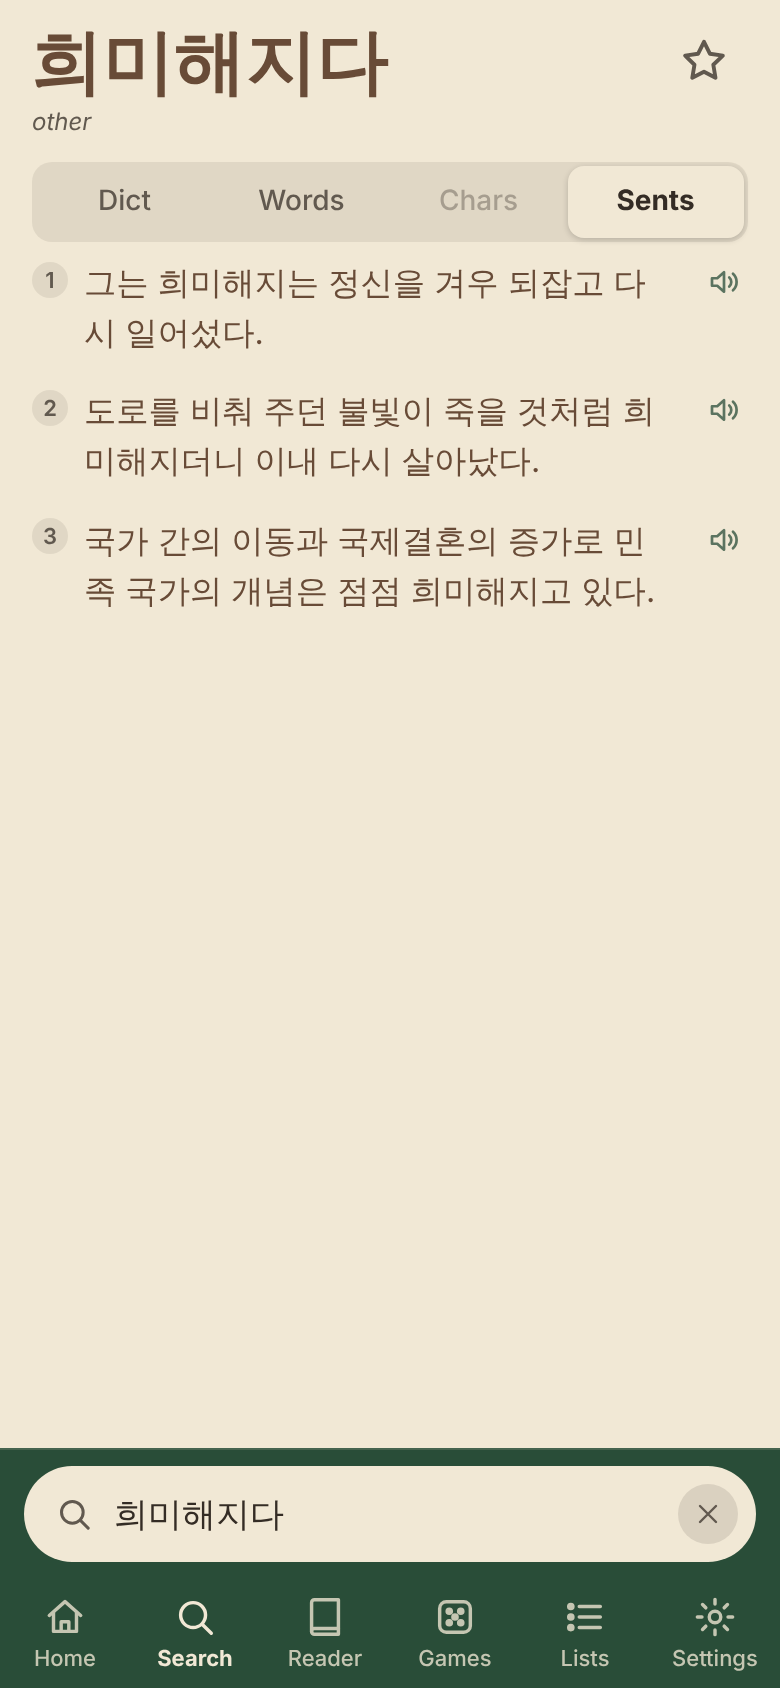 희미해지다
other
Dict Words Chars Sents
1 그는 희미해지는 정신을 겨우 되잡고 다
시 일어섰다.
2 도로를 비춰 주던 불빛이 죽을 것처럼 희
미해지더니 이내 다시 살아났다.
3 국가 간의 이동과 국제결혼의 증가로 민
족 국가의 개념은 점점 희미해지고 있다.
희미해지다
Home Search Reader Games Lists Settings